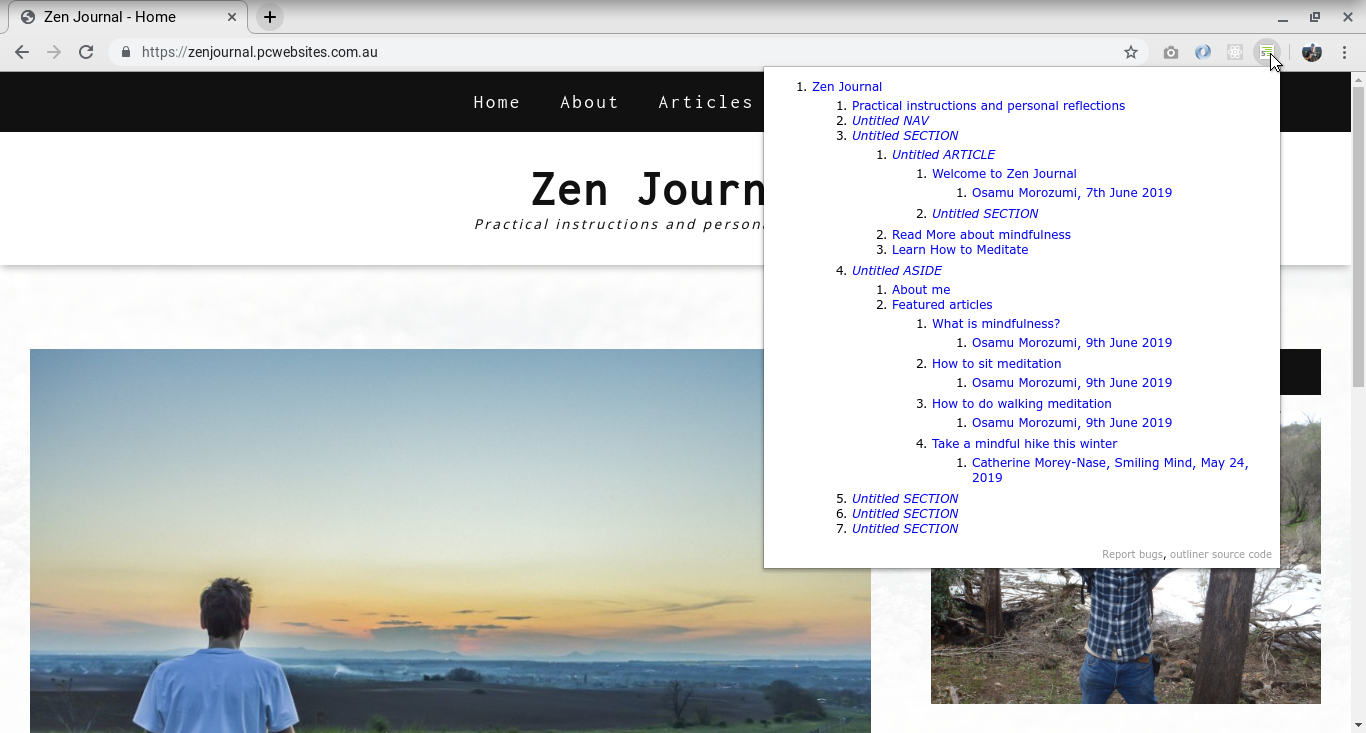 Zen Journal - Home
https://zenjournal.pcwebsites.com.au
Home About Articles
Zen Journ
Practical instructions and person
1. Zen Journal
1. Practical instructions and personal reflections
2. Untitled NAV
3. Untitled SECTION
1. Untitled ARTICLE
1. Welcome to Zen Journal
1. Osamu Morozumi, 7th June 2019
2. Untitled SECTION
2. Read More about mindfulness
3. Learn How to Meditate
4. Untitled ASIDE
1. About me
2. Featured articles
1. What is mindfulness?
1. Osamu Morozumi, 9th June 2019
2. How to sit meditation
1. Osamu Morozumi, 9th June 2019
3. How to do walking meditation
1. Osamu Morozumi, 9th June 2019
4. Take a mindful hike this winter
1. Catherine Morey-Nase, Smiling Mind, May 24,
2019
5. Untitled SECTION
6. Untitled SECTION
7. Untitled SECTION
Report bugs, outliner source code